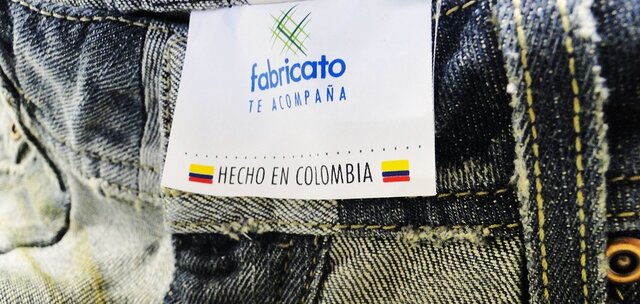 fabricato
TE ACOMPAÑA
HECHO EN COLOMBIA